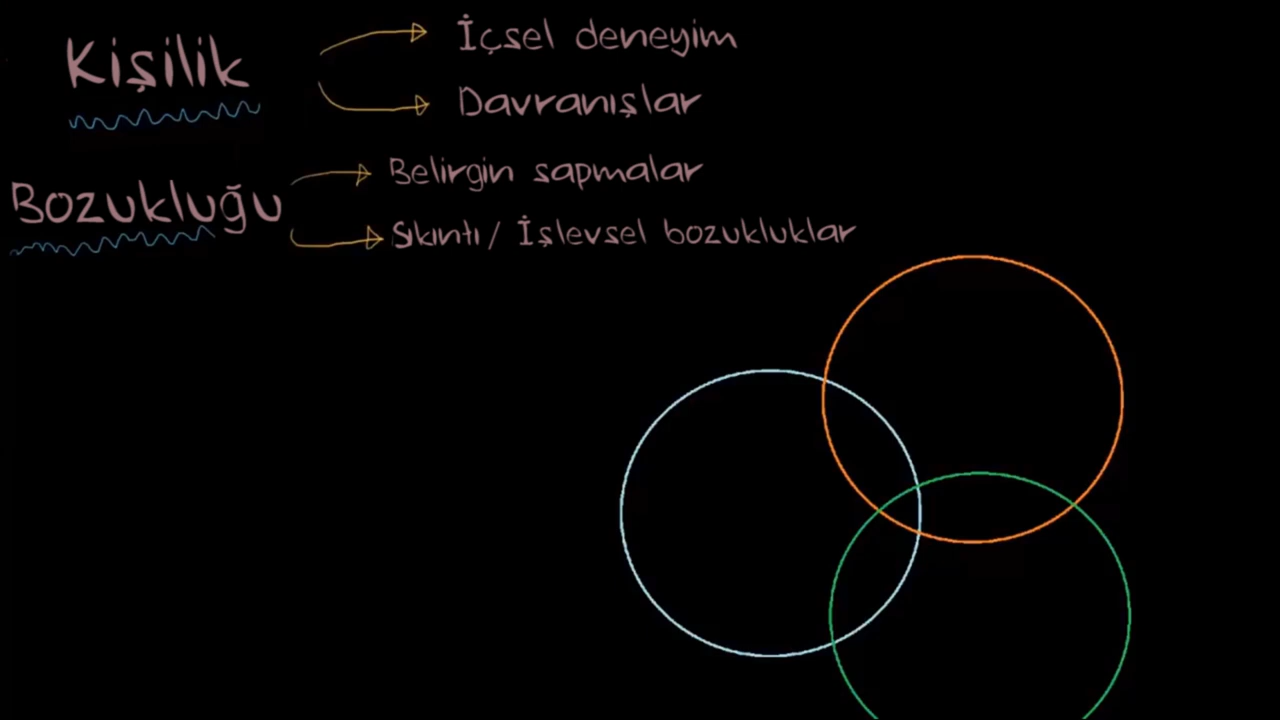 Kişilik
İçsel deneyim
Davranışlar
Bozukluğu
Belirgin sapmalar
Sıkıntı / İşlevsel bozukluklar